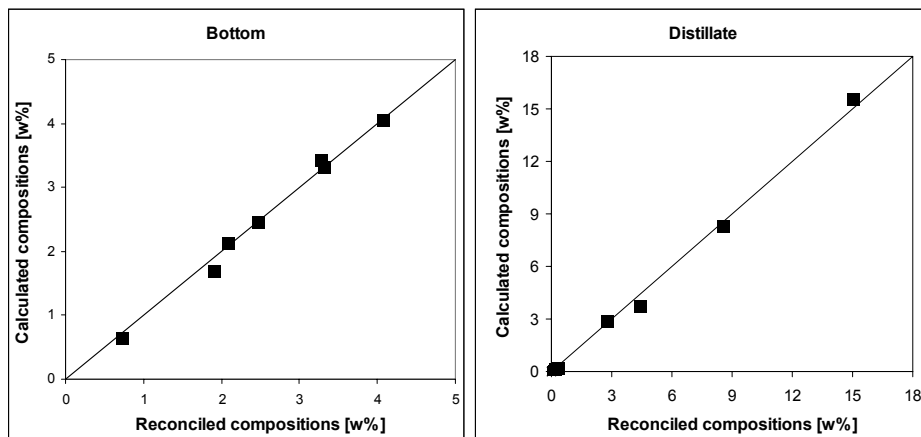 Bottom
Calculated compositions [w%]
5
4
3
2
1
0
0 1 2 3 4 5
Reconciled compositions [w%]
Distillate
Calculated compositions [w%]
18
15
12
9
6
3
0
0 3 6 9 12 15 18
Reconciled compositions [w%]